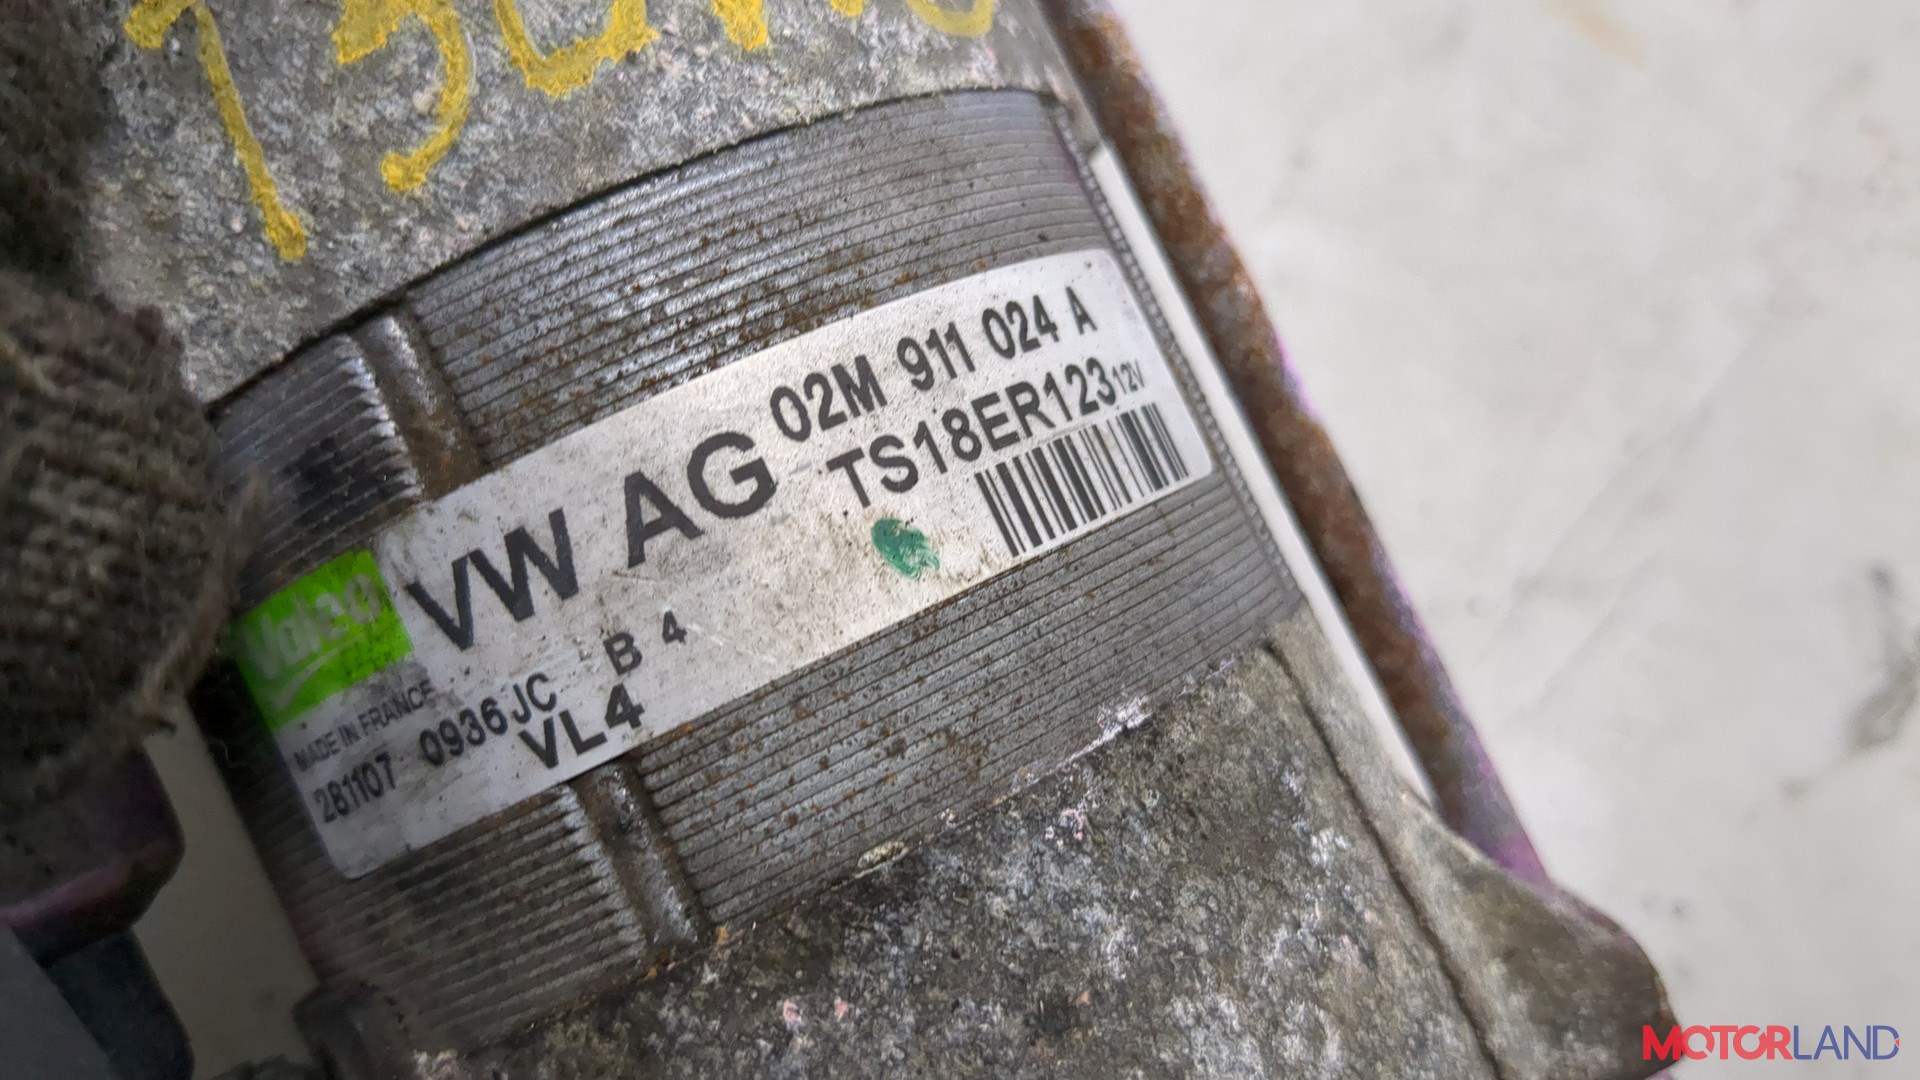 VW AG
02M 911 024 A
TS18ER123 12V
Valeo
MADE IN FRANCE
281107 0936 JC B 4
VL4
MOTORLAND